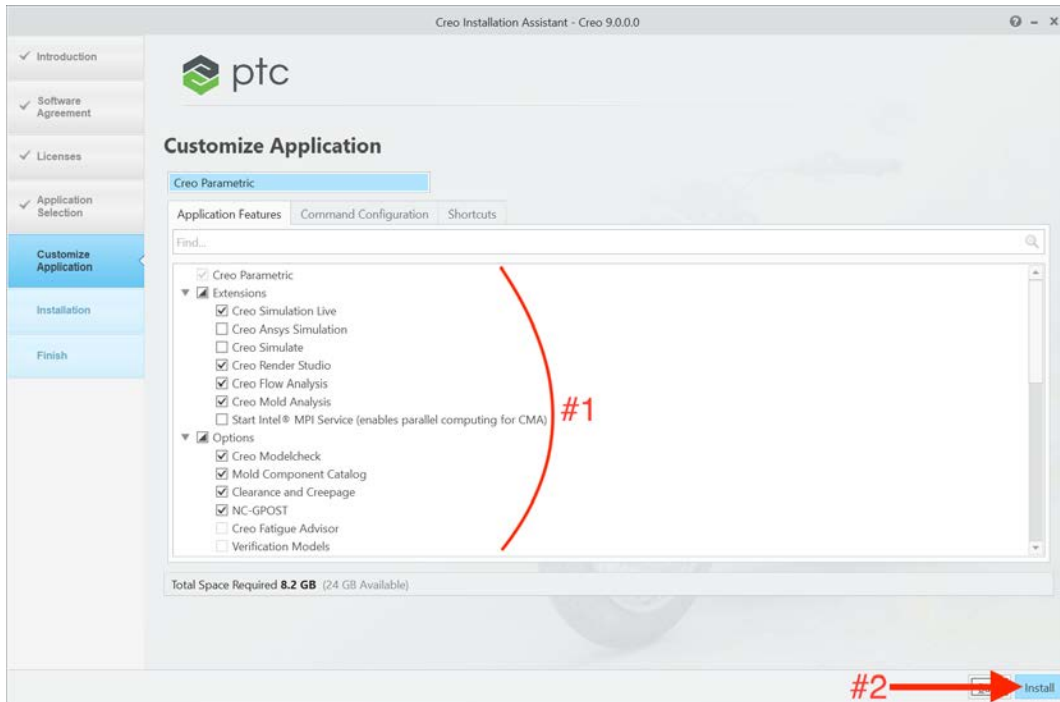 Creo Installation Assistant - Creo 9.0.0.0
Introduction
Software
Agreement
Licenses
Application
Selection
Customize
Application
Installation
Finish
ptc
Customize Application
Creo Parametric
Application Features Command Configuration Shortcuts
Find...
Creo Parametric
Extensions
Creo Simulation Live
Creo Ansys Simulation
Creo Simulate
Creo Render Studio
Creo Flow Analysis
Creo Mold Analysis
Start Intel® MPI Service (enables parallel computing for CMA)
#1
Options
Creo Modelcheck
Mold Component Catalog
Clearance and Creepage
NC-GPOST
Creo Fatigue Advisor
Verification Models
Total Space Required 8.2 GB (24 GB Available)
#2
Install